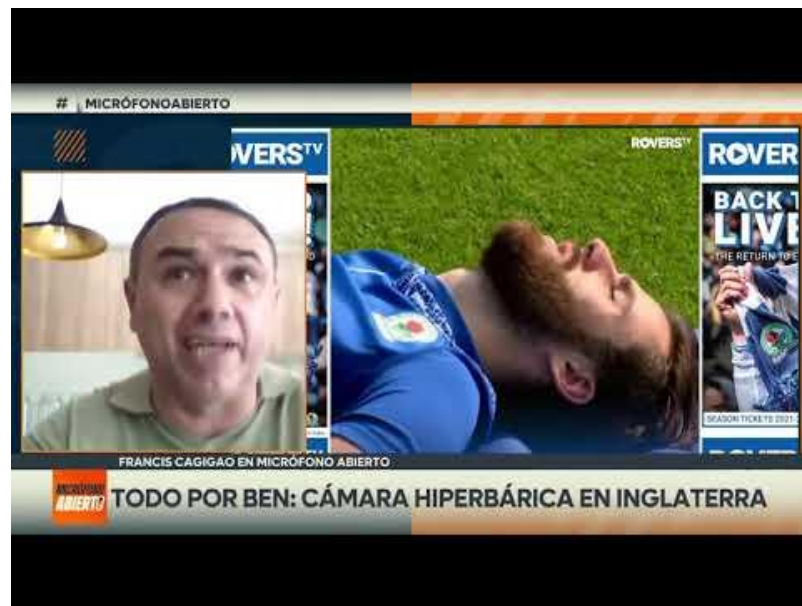 # MICRÓFONOABIERTO
OVERSTV
ROVERSTV
ROVER
BACK T
LIVE
THE RETURN TO E
SEASON TICKETS 2021-
FRANCIS CAGIGAO EN MICRÓFONO ABIERTO
MICRÓFONO
ABIERTO
TODO POR BEN: CÁMARA HIPERBÁRICA EN INGLATERRA